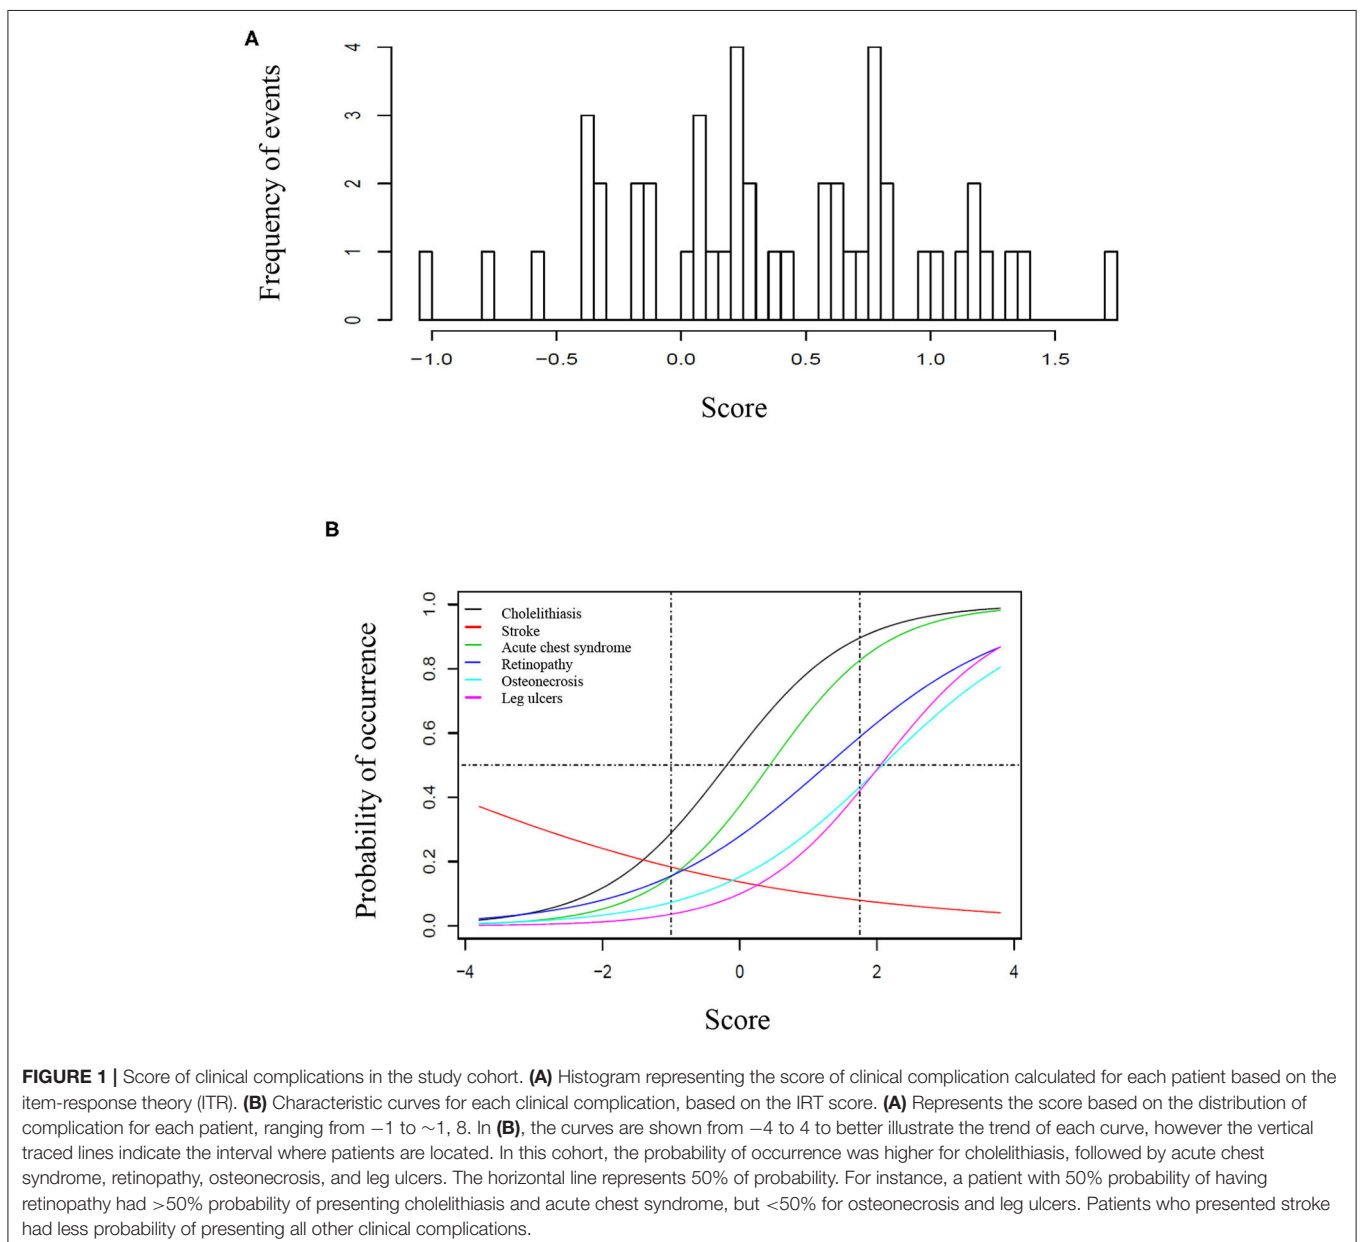 A
Frequency of events
4
3
2
1
0
−1.0 −0.5 0.0 0.5 1.0 1.5
Score
B
Probability of occurrence
1.0
0.8
0.6
0.4
0.2
0.0
Cholelithiasis
Stroke
Acute chest syndrome
Retinopathy
Osteonecrosis
Leg ulcers
−4 −2 0 2 4
Score
FIGURE 1 | Score of clinical complications in the study cohort. (A) Histogram representing the score of clinical complication calculated for each patient based on the
item-response theory (ITR). (B) Characteristic curves for each clinical complication, based on the IRT score. (A) Represents the score based on the distribution of
complication for each patient, ranging from −1 to ∼1, 8. In (B), the curves are shown from −4 to 4 to better illustrate the trend of each curve, however the vertical
traced lines indicate the interval where patients are located. In this cohort, the probability of occurrence was higher for cholelithiasis, followed by acute chest
syndrome, retinopathy, osteonecrosis, and leg ulcers. The horizontal line represents 50% of probability. For instance, a patient with 50% probability of having
retinopathy had >50% probability of presenting cholelithiasis and acute chest syndrome, but <50% for osteonecrosis and leg ulcers. Patients who presented stroke
had less probability of presenting all other clinical complications.